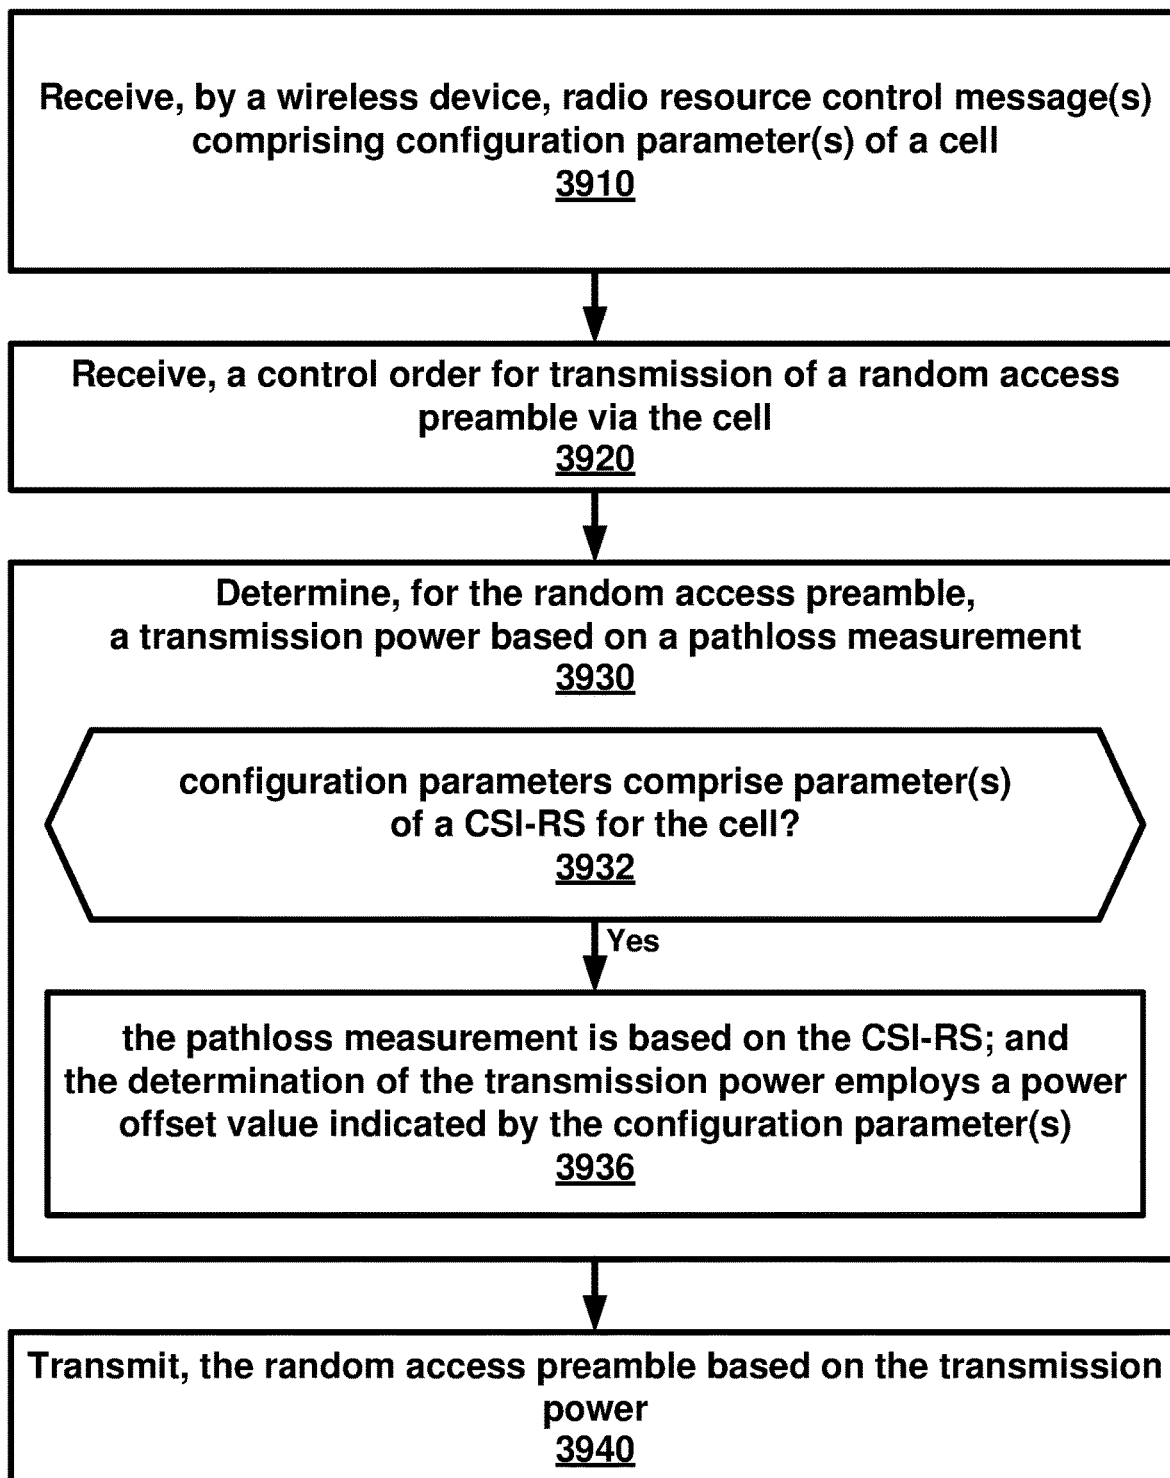 Receive, by a wireless device, radio resource control message(s)
comprising configuration parameter(s) of a cell
3910
Receive, a control order for transmission of a random access
preamble via the cell
3920
Determine, for the random access preamble,
a transmission power based on a pathloss measurement
3930
configuration parameters comprise parameter(s)
of a CSI-RS for the cell?
3932
Yes
the pathloss measurement is based on the CSI-RS; and
the determination of the transmission power employs a power
offset value indicated by the configuration parameter(s)
3936
Transmit, the random access preamble based on the transmission
power
3940